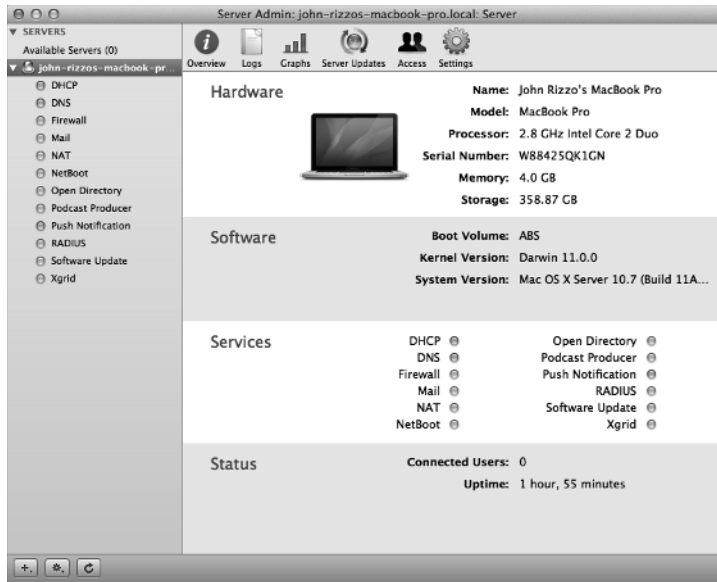 Server Admin: john-rizzos-macbook-pro.local: Server
SERVERS
Available Servers (0)
john-rizzos-macbook-pr...
DHCP
DNS
Firewall
Mail
NAT
NetBoot
Open Directory
Podcast Producer
Push Notification
RADIUS
Software Update
Xgrid
Overview Logs Graphs Server Updates Access Settings
Hardware
Name: John Rizzo's MacBook Pro
Model: MacBook Pro
Processor: 2.8 GHz Intel Core 2 Duo
Serial Number: W88425QK1GN
Memory: 4.0 GB
Storage: 358.87 GB
Software
Boot Volume: ABS
Kernel Version: Darwin 11.0.0
System Version: Mac OS X Server 10.7 (Build 11A...
Services
DHCP Open Directory
DNS Podcast Producer
Firewall Push Notification
Mail RADIUS
NAT Software Update
NetBoot Xgrid
Status
Connected Users: 0
Uptime: 1 hour, 55 minutes